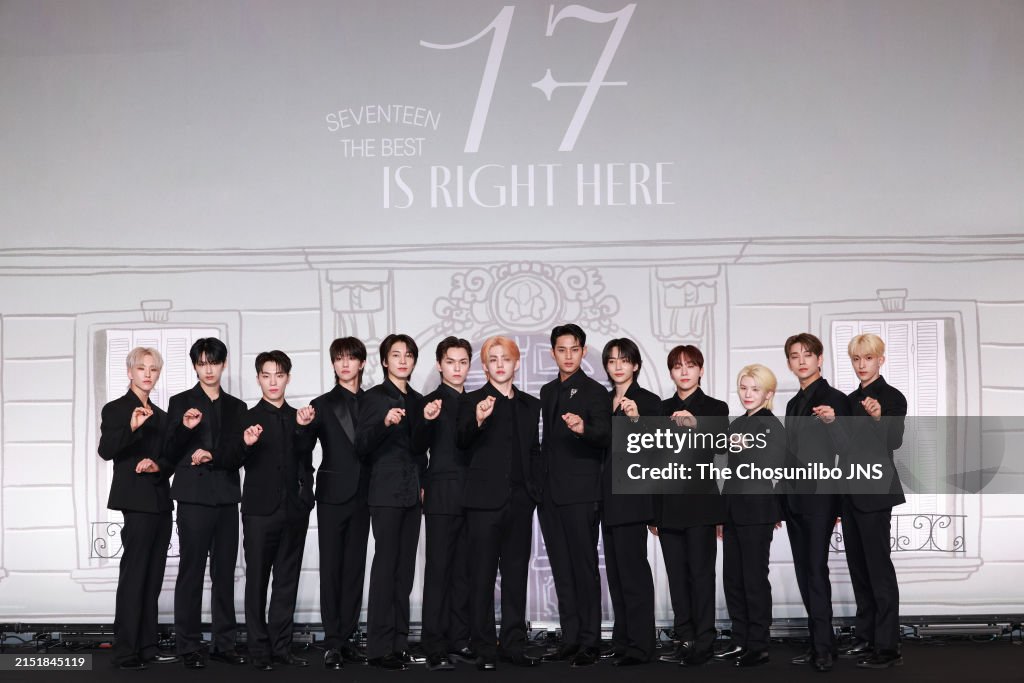 17
SEVENTEEN
THE BEST
IS RIGHT HERE
gettyimages
Credit: The Chosunilbo JNS
2151845119